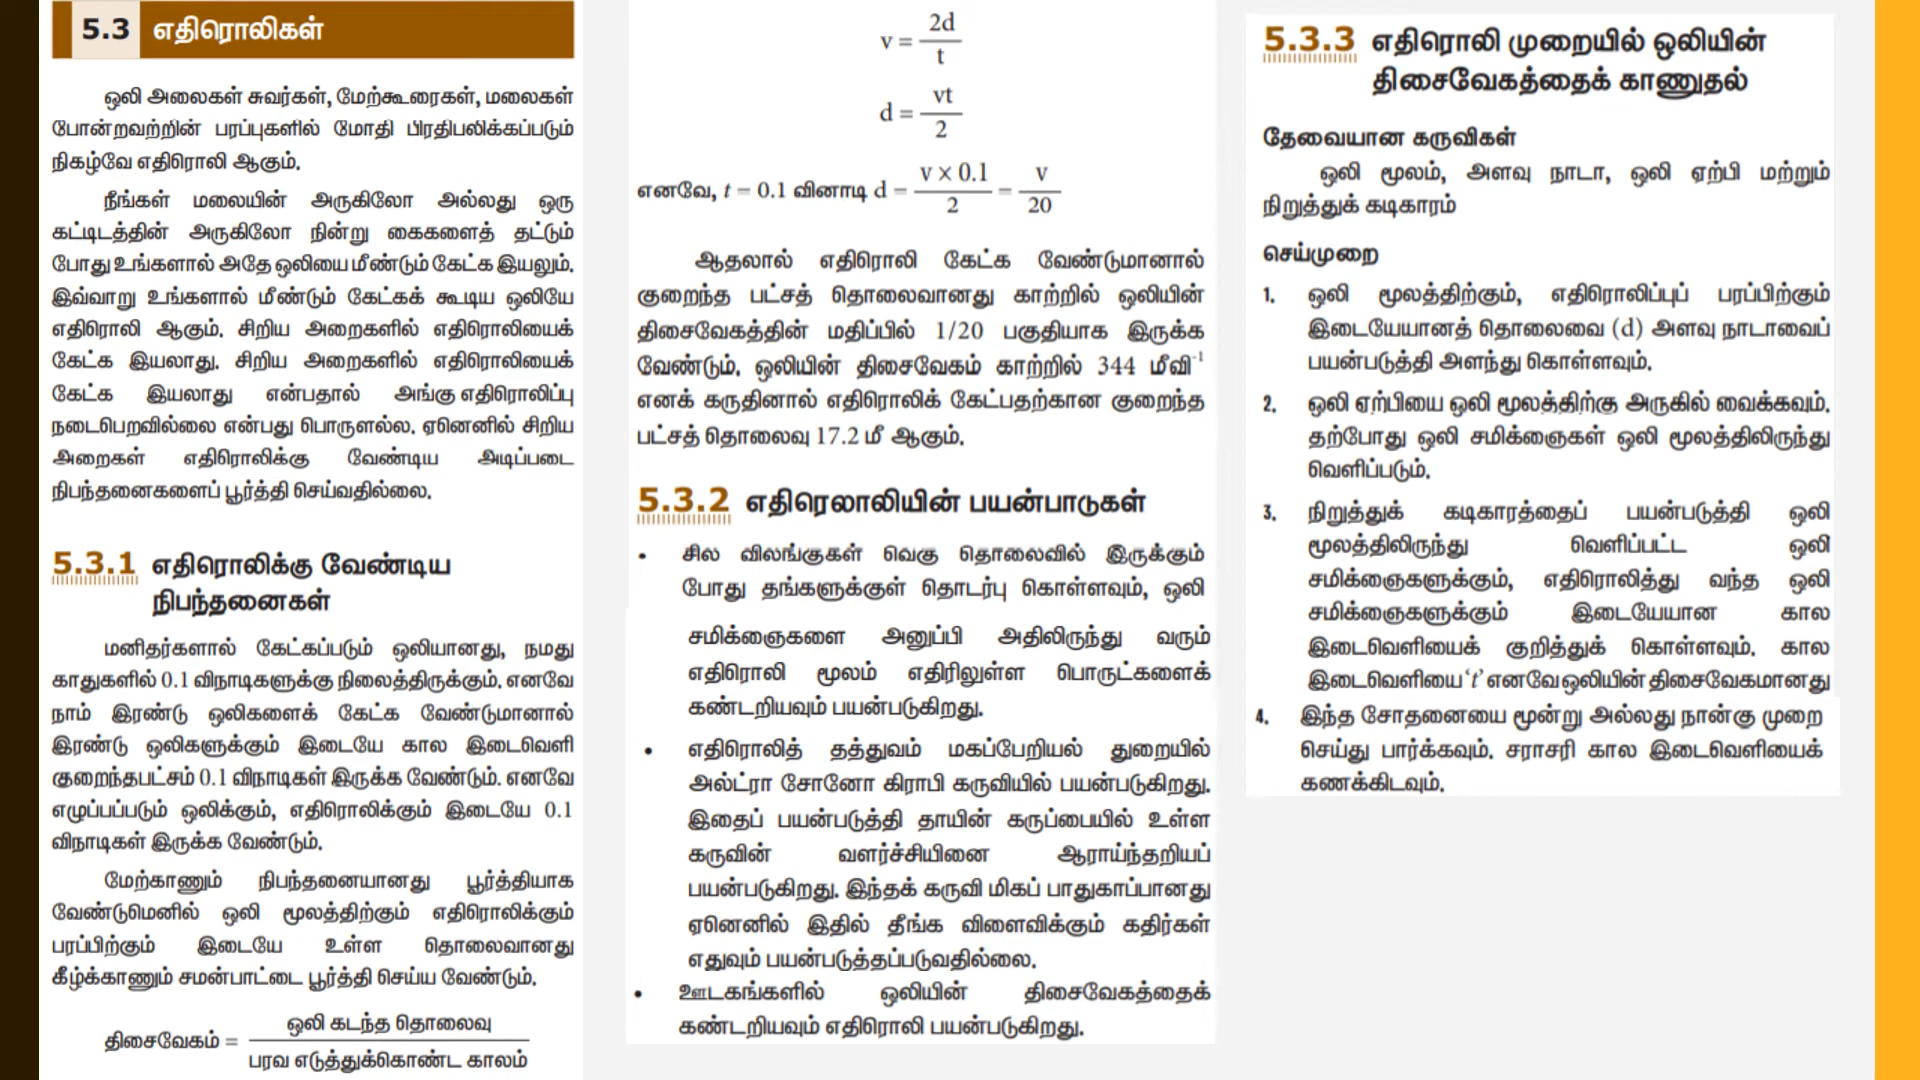 5.3 எதிரொலிகள்
ஒலி அலைகள் சுவர்கள், மேற்கூரைகள், மலைகள்
போன்றவற்றின் பரப்புகளில் மோதி பிரதிபலிக்கப்படும்
நிகழ்வே எதிரொலி ஆகும்.
நீங்கள் மலையின் அருகிலோ அல்லது ஒரு
கட்டிடத்தின் அருகிலோ நின்று கைகளைத் தட்டும்
போது உங்களால் அதே ஒலியை மீண்டும் கேட்க இயலும்.
இவ்வாறு உங்களால் மீண்டும் கேட்கக் கூடிய ஒலியே
எதிரொலி ஆகும். சிறிய அறைகளில் எதிரொலியைக்
கேட்க இயலாது. சிறிய அறைகளில் எதிரொலியைக்
கேட்க இயலாது என்பதால் அங்கு எதிரொலிப்பு
நடைபெறவில்லை என்பது பொருளல்ல. ஏனெனில் சிறிய
அறைகள் எதிரொலிக்கு வேண்டிய அடிப்படை
நிபந்தனைகளைப் பூர்த்தி செய்வதில்லை.
5.3.1 எதிரொலிக்கு வேண்டிய
நிபந்தனைகள்
மனிதர்களால் கேட்கப்படும் ஒலியானது, நமது
காதுகளில் 0.1 விநாடிகளுக்கு நிலைத்திருக்கும். எனவே
நாம் இரண்டு ஒலிகளைக் கேட்க வேண்டுமானால்
இரண்டு ஒலிகளுக்கும் இடையே கால இடைவெளி
குறைந்தபட்சம் 0.1 விநாடிகள் இருக்க வேண்டும். எனவே
எழுப்பப்படும் ஒலிக்கும், எதிரொலிக்கும் இடையே 0.1
விநாடிகள் இருக்க வேண்டும்.
மேற்காணும் நிபந்தனையானது பூர்த்தியாக
வேண்டுமெனில் ஒலி மூலத்திற்கும் எதிரொலிக்கும்
பரப்பிற்கும் இடையே உள்ள தொலைவானது
கீழ்க்காணும் சமன்பாட்டை பூர்த்தி செய்ய வேண்டும்.
திசைவேகம் = ஒலி கடந்த தொலைவு / பரவ எடுத்துக்கொண்ட காலம்
v = 2d / t
d = vt / 2
எனவே, t = 0.1 வினாடி d = v × 0.1 / 2 = v / 20
ஆதலால் எதிரொலி கேட்க வேண்டுமானால்
குறைந்த பட்சத் தொலைவானது காற்றில் ஒலியின்
திசைவேகத்தின் மதிப்பில் 1/20 பகுதியாக இருக்க
வேண்டும். ஒலியின் திசைவேகம் காற்றில் 344 மீவி⁻¹
எனக் கருதினால் எதிரொலிக் கேட்பதற்கான குறைந்த
பட்சத் தொலைவு 17.2 மீ ஆகும்.
5.3.2 எதிரெலாலியின் பயன்பாடுகள்
• சில விலங்குகள் வெகு தொலைவில் இருக்கும்
போது தங்களுக்குள் தொடர்பு கொள்ளவும், ஒலி
சமிக்ஞைகளை அனுப்பி அதிலிருந்து வரும்
எதிரொலி மூலம் எதிரிலுள்ள பொருட்களைக்
கண்டறியவும் பயன்படுகிறது.
• எதிரொலித் தத்துவம் மகப்பேறியல் துறையில்
அல்ட்ரா சோனோ கிராபி கருவியில் பயன்படுகிறது.
இதைப் பயன்படுத்தி தாயின் கருப்பையில் உள்ள
கருவின் வளர்ச்சியினை ஆராய்ந்தறியப்
பயன்படுகிறது. இந்தக் கருவி மிகப் பாதுகாப்பானது
ஏனெனில் இதில் தீங்க விளைவிக்கும் கதிர்கள்
எதுவும் பயன்படுத்தப்படுவதில்லை.
• ஊடகங்களில் ஒலியின் திசைவேகத்தைக்
கண்டறியவும் எதிரொலி பயன்படுகிறது.
5.3.3 எதிரொலி முறையில் ஒலியின்
திசைவேகத்தைக் காணுதல்
தேவையான கருவிகள்
ஒலி மூலம், அளவு நாடா, ஒலி ஏற்பி மற்றும்
நிறுத்துக் கடிகாரம்
செய்முறை
1. ஒலி மூலத்திற்கும், எதிரொலிப்புப் பரப்பிற்கும்
இடையேயானத் தொலைவை (d) அளவு நாடாவைப்
பயன்படுத்தி அளந்து கொள்ளவும்.
2. ஒலி ஏற்பியை ஒலி மூலத்திற்கு அருகில் வைக்கவும்.
தற்போது ஒலி சமிக்ஞைகள் ஒலி மூலத்திலிருந்து
வெளிப்படும்.
3. நிறுத்துக் கடிகாரத்தைப் பயன்படுத்தி ஒலி
மூலத்திலிருந்து வெளிப்பட்ட ஒலி
சமிக்ஞைகளுக்கும், எதிரொலித்து வந்த ஒலி
சமிக்ஞைகளுக்கும் இடையேயான கால
இடைவெளியைக் குறித்துக் கொள்ளவும். கால
இடைவெளியை ‘t’ எனவே ஒலியின் திசைவேகமானது
4. இந்த சோதனையை மூன்று அல்லது நான்கு முறை
செய்து பார்க்கவும். சராசரி கால இடைவெளியைக்
கணக்கிடவும்.